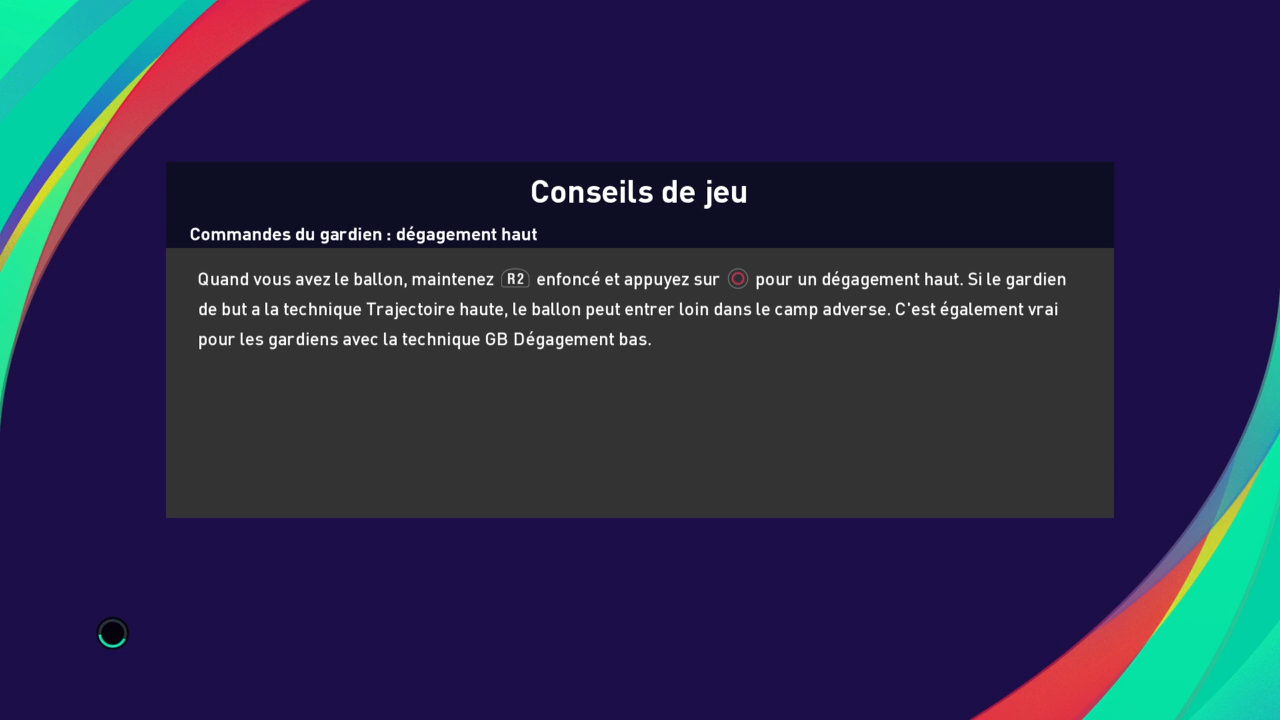 Conseils de jeu
Commandes du gardien : dégagement haut
Quand vous avez le ballon, maintenez R2 enfoncé et appuyez sur pour un dégagement haut. Si le gardien
de but a la technique Trajectoire haute, le ballon peut entrer loin dans le camp adverse. C'est également vrai
pour les gardiens avec la technique GB Dégagement bas.